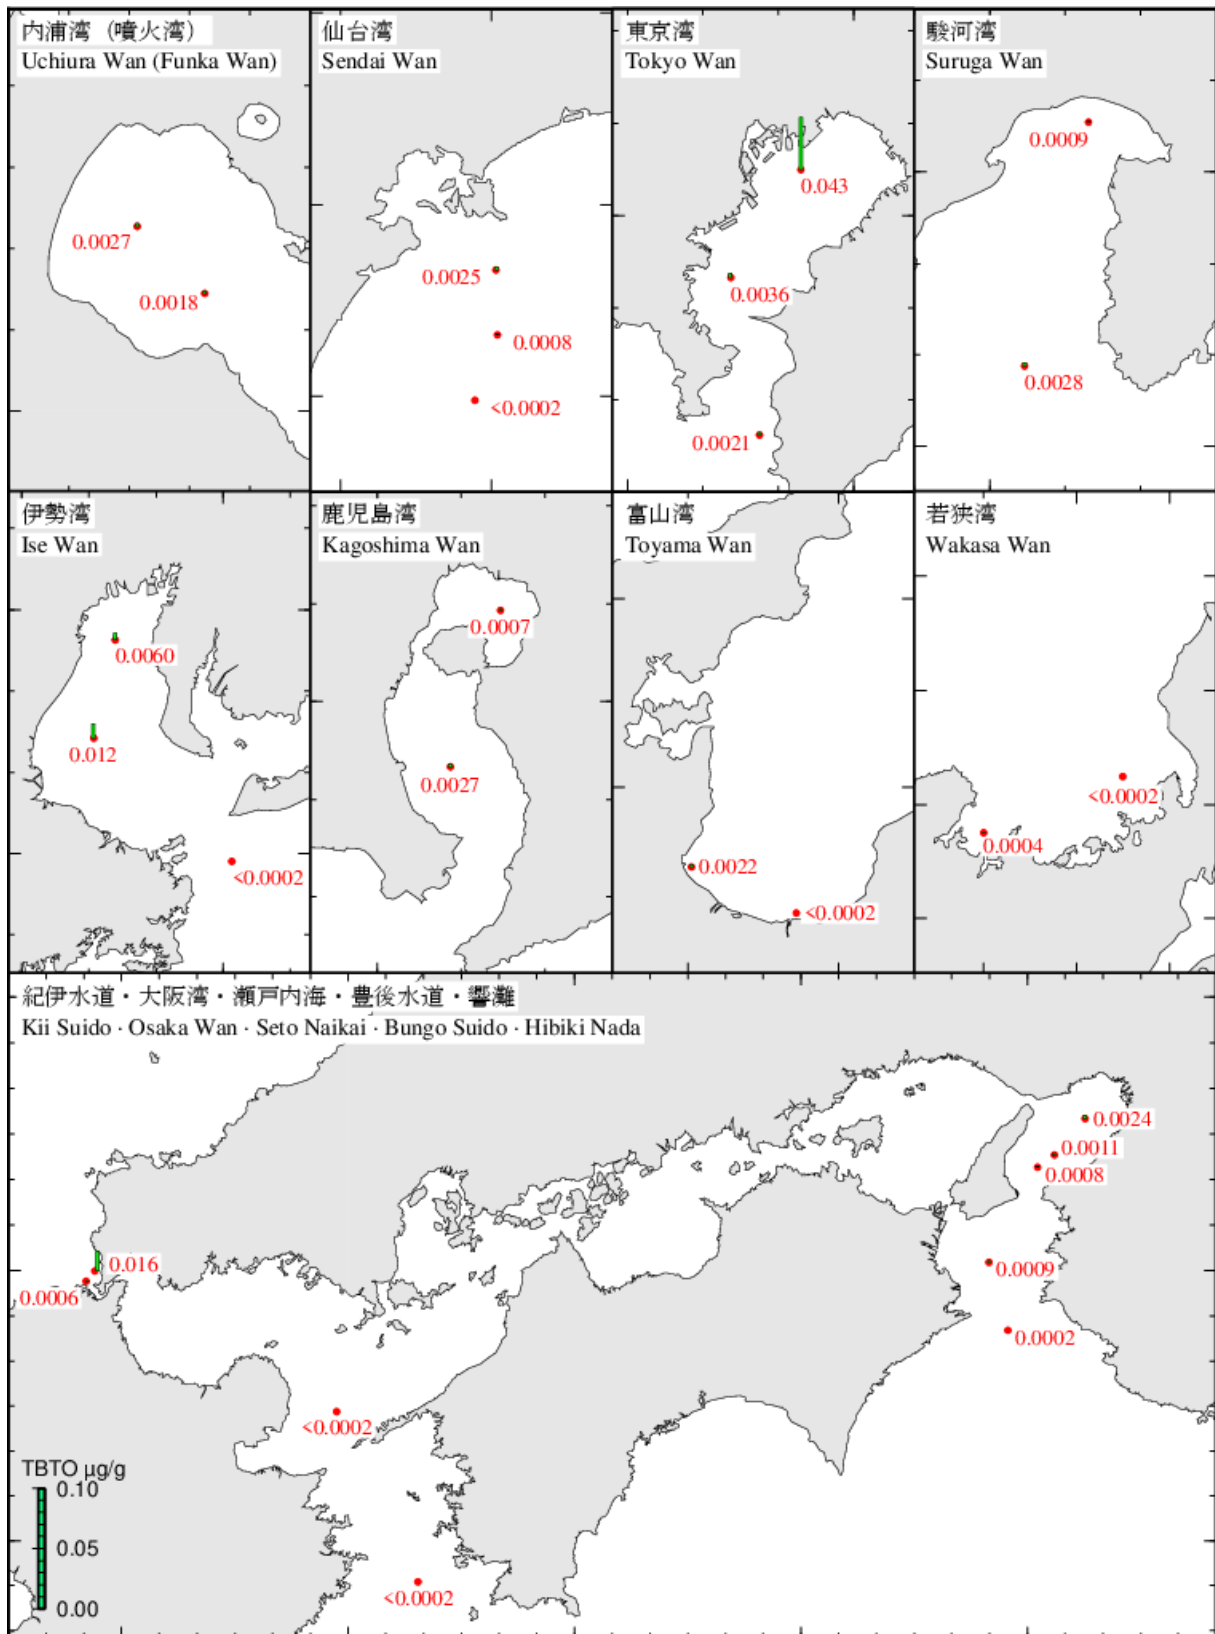 内浦湾（噴火湾）
Uchiura Wan (Funka Wan)
0.0027
0.0018
仙台湾
Sendai Wan
0.0025
0.0008
<0.0002
東京湾
Tokyo Wan
0.043
0.0036
0.0021
駿河湾
Suruga Wan
0.0009
0.0028
伊勢湾
Ise Wan
0.0060
0.012
<0.0002
鹿児島湾
Kagoshima Wan
0.0007
0.0027
富山湾
Toyama Wan
0.0022
<0.0002
若狭湾
Wakasa Wan
<0.0002
0.0004
紀伊水道・大阪湾・瀬戸内海・豊後水道・響灘
Kii Suido · Osaka Wan · Seto Naikai · Bungo Suido · Hibiki Nada
0.0024
0.0011
0.0008
0.016
0.0006
0.0009
0.0002
<0.0002
<0.0002
TBTO µg/g
0.10
0.05
0.00